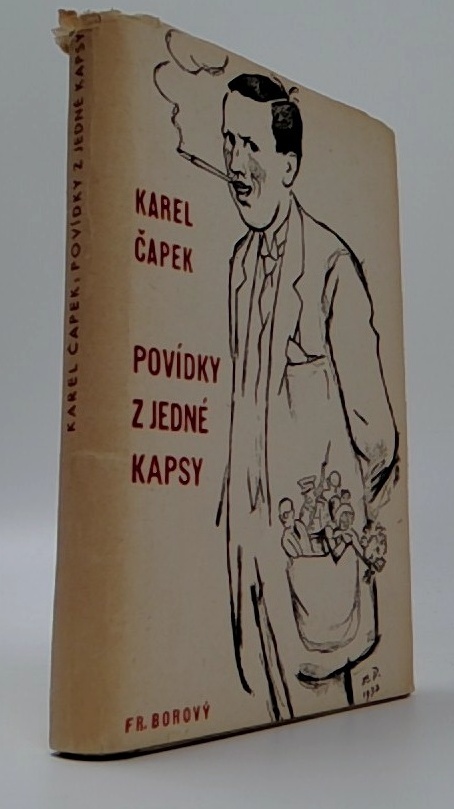 KAREL ČAPEK: POVÍDKY Z JEDNÉ KAPSY
KAREL
ČAPEK
POVÍDKY
Z JEDNÉ
KAPSY
FR. BOROVÝ